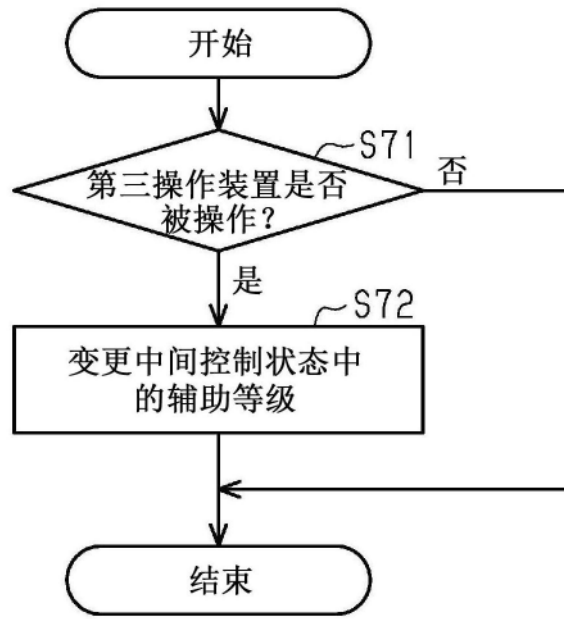 开始
S71
第三操作装置是否
被操作？
否
是
S72
变更中间控制状态中
的辅助等级
结束